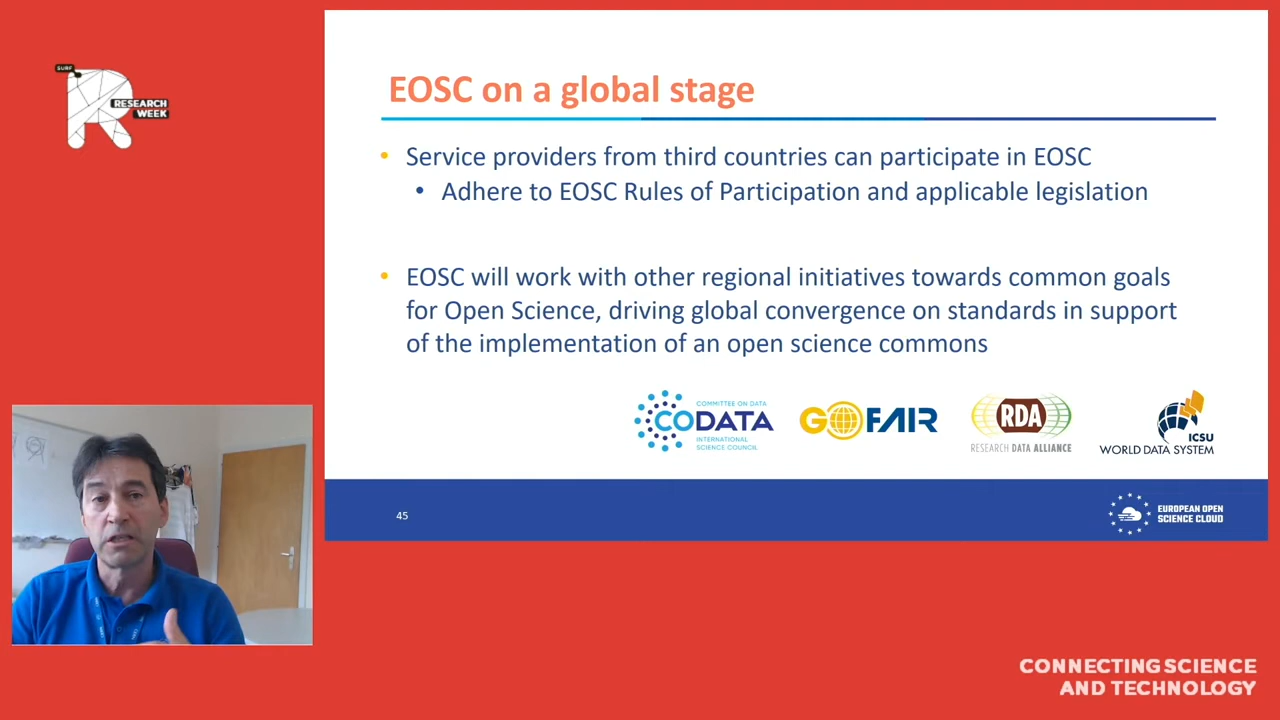 SURF
RESEARCH
WEEK
EOSC on a global stage
• Service providers from third countries can participate in EOSC
• Adhere to EOSC Rules of Participation and applicable legislation
• EOSC will work with other regional initiatives towards common goals
for Open Science, driving global convergence on standards in support
of the implementation of an open science commons
COMMITTEE ON DATA
CODATA
INTERNATIONAL
SCIENCE COUNCIL
GO FAIR
RDA
RESEARCH DATA ALLIANCE
ICSU
WORLD DATA SYSTEM
45
EUROPEAN OPEN
SCIENCE CLOUD
CONNECTING SCIENCE
AND TECHNOLOGY